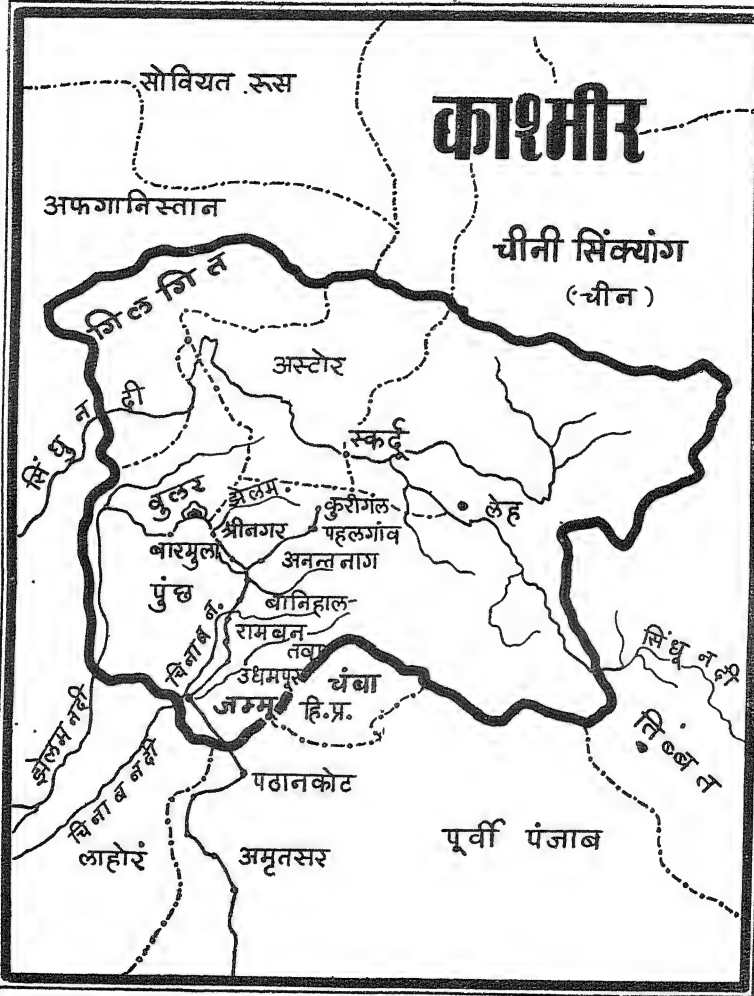 सोवियत रूस
काश्मीर
अफगानिस्तान
चीनी सिंक्यांग
(चीन)
गिलगित
अस्टोर
सिंधु नदी
स्कर्दू
वुलर
झेलम
कुरीगल
लेह
श्रीनगर
पहलगांव
बारमुला
अनन्तनाग
पुंछ
बानिहाल
चिनाब न.
रामबन
तवा
उधमपूर
चंबा
जम्मू
हि.प्र.
सिंधू नदी
तिब्बत
झेलम नदी
चिनाब नदी
पठानकोट
लाहोर
अमृतसर
पूर्वी पंजाब